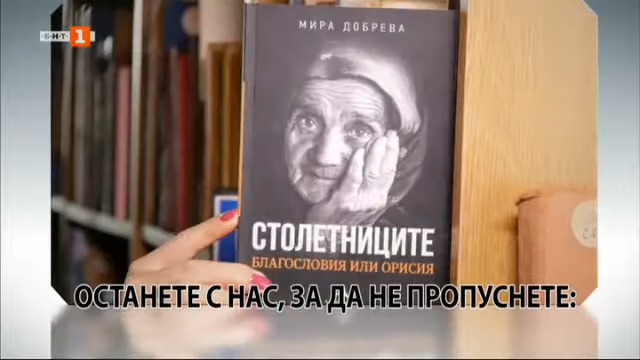 БНТ 1
МИРА ДОБРЕВА
СТОЛЕТНИЦИТЕ
БЛАГОСЛОВИЯ ИЛИ ОРИСИЯ
ОСТАНЕТЕ С НАС, ЗА ДА НЕ ПРОПУСНЕТЕ: